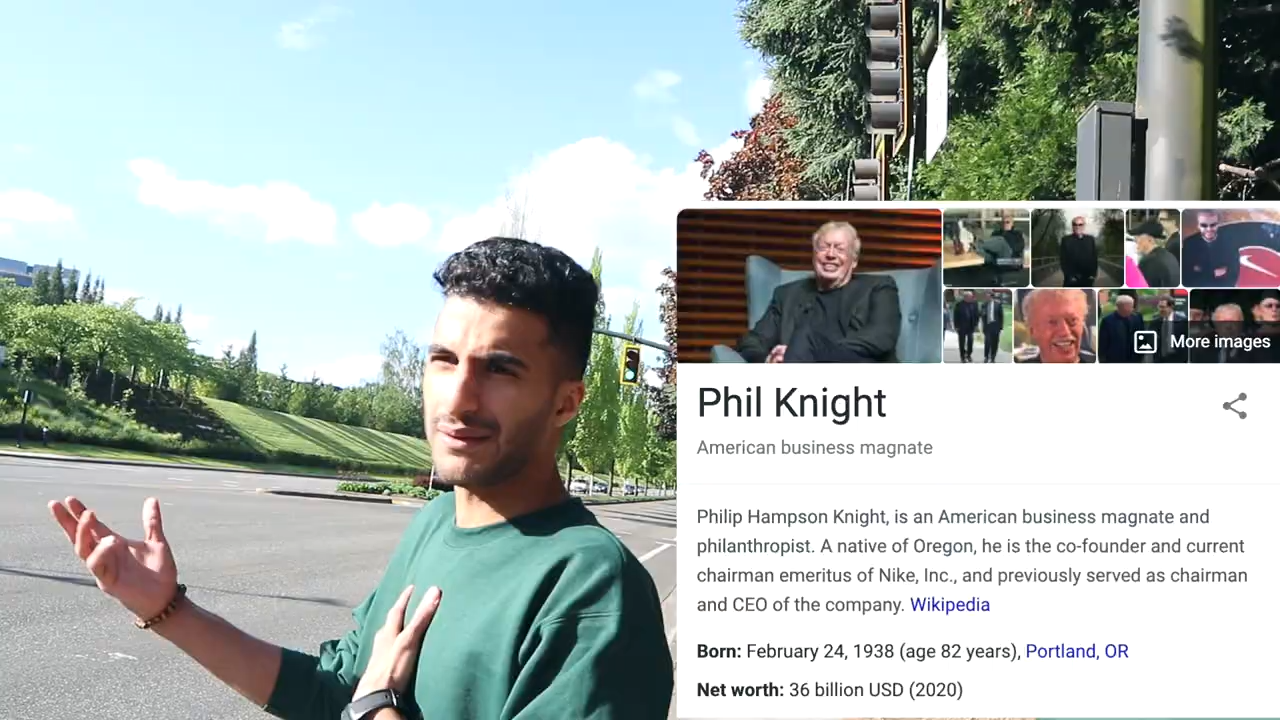 More images
Phil Knight
American business magnate
Philip Hampson Knight, is an American business magnate and
philanthropist. A native of Oregon, he is the co-founder and current
chairman emeritus of Nike, Inc., and previously served as chairman
and CEO of the company. Wikipedia
Born: February 24, 1938 (age 82 years), Portland, OR
Net worth: 36 billion USD (2020)